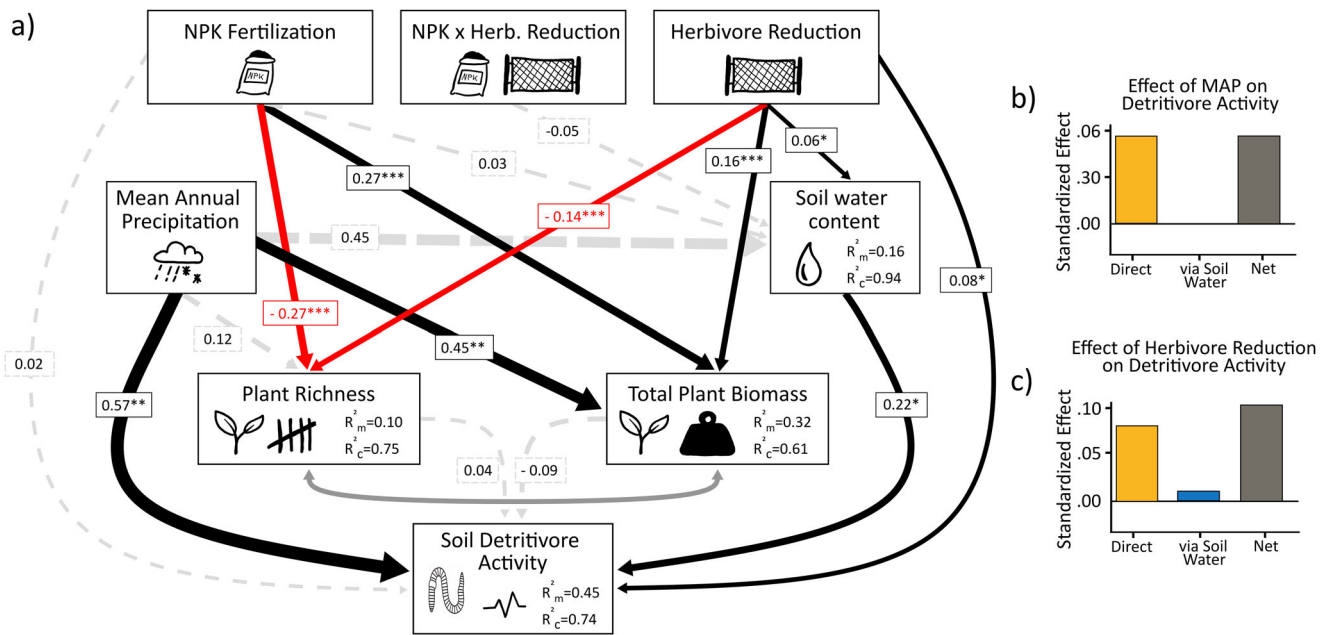 a)
NPK Fertilization
NPK
NPK x Herb. Reduction
NPK
Herbivore Reduction
-0.05
0.06*
0.03
0.16***
0.27***
Mean Annual
Precipitation
0.45
- 0.14***
Soil water
content
R²m=0.16
R²c=0.94
0.08*
- 0.27***
0.12
0.45**
0.02
0.57**
Plant Richness
R²m=0.10
R²c=0.75
Total Plant Biomass
R²m=0.32
R²c=0.61
0.22*
0.04
- 0.09
Soil Detritivore
Activity
R²m=0.45
R²c=0.74
b)
Effect of MAP on
Detritivore Activity
Standardized Effect
.06
.30
.00
Direct
via Soil
Water
Net
c)
Effect of Herbivore Reduction
on Detritivore Activity
Standardized Effect
.10
.05
.00
Direct
via Soil
Water
Net